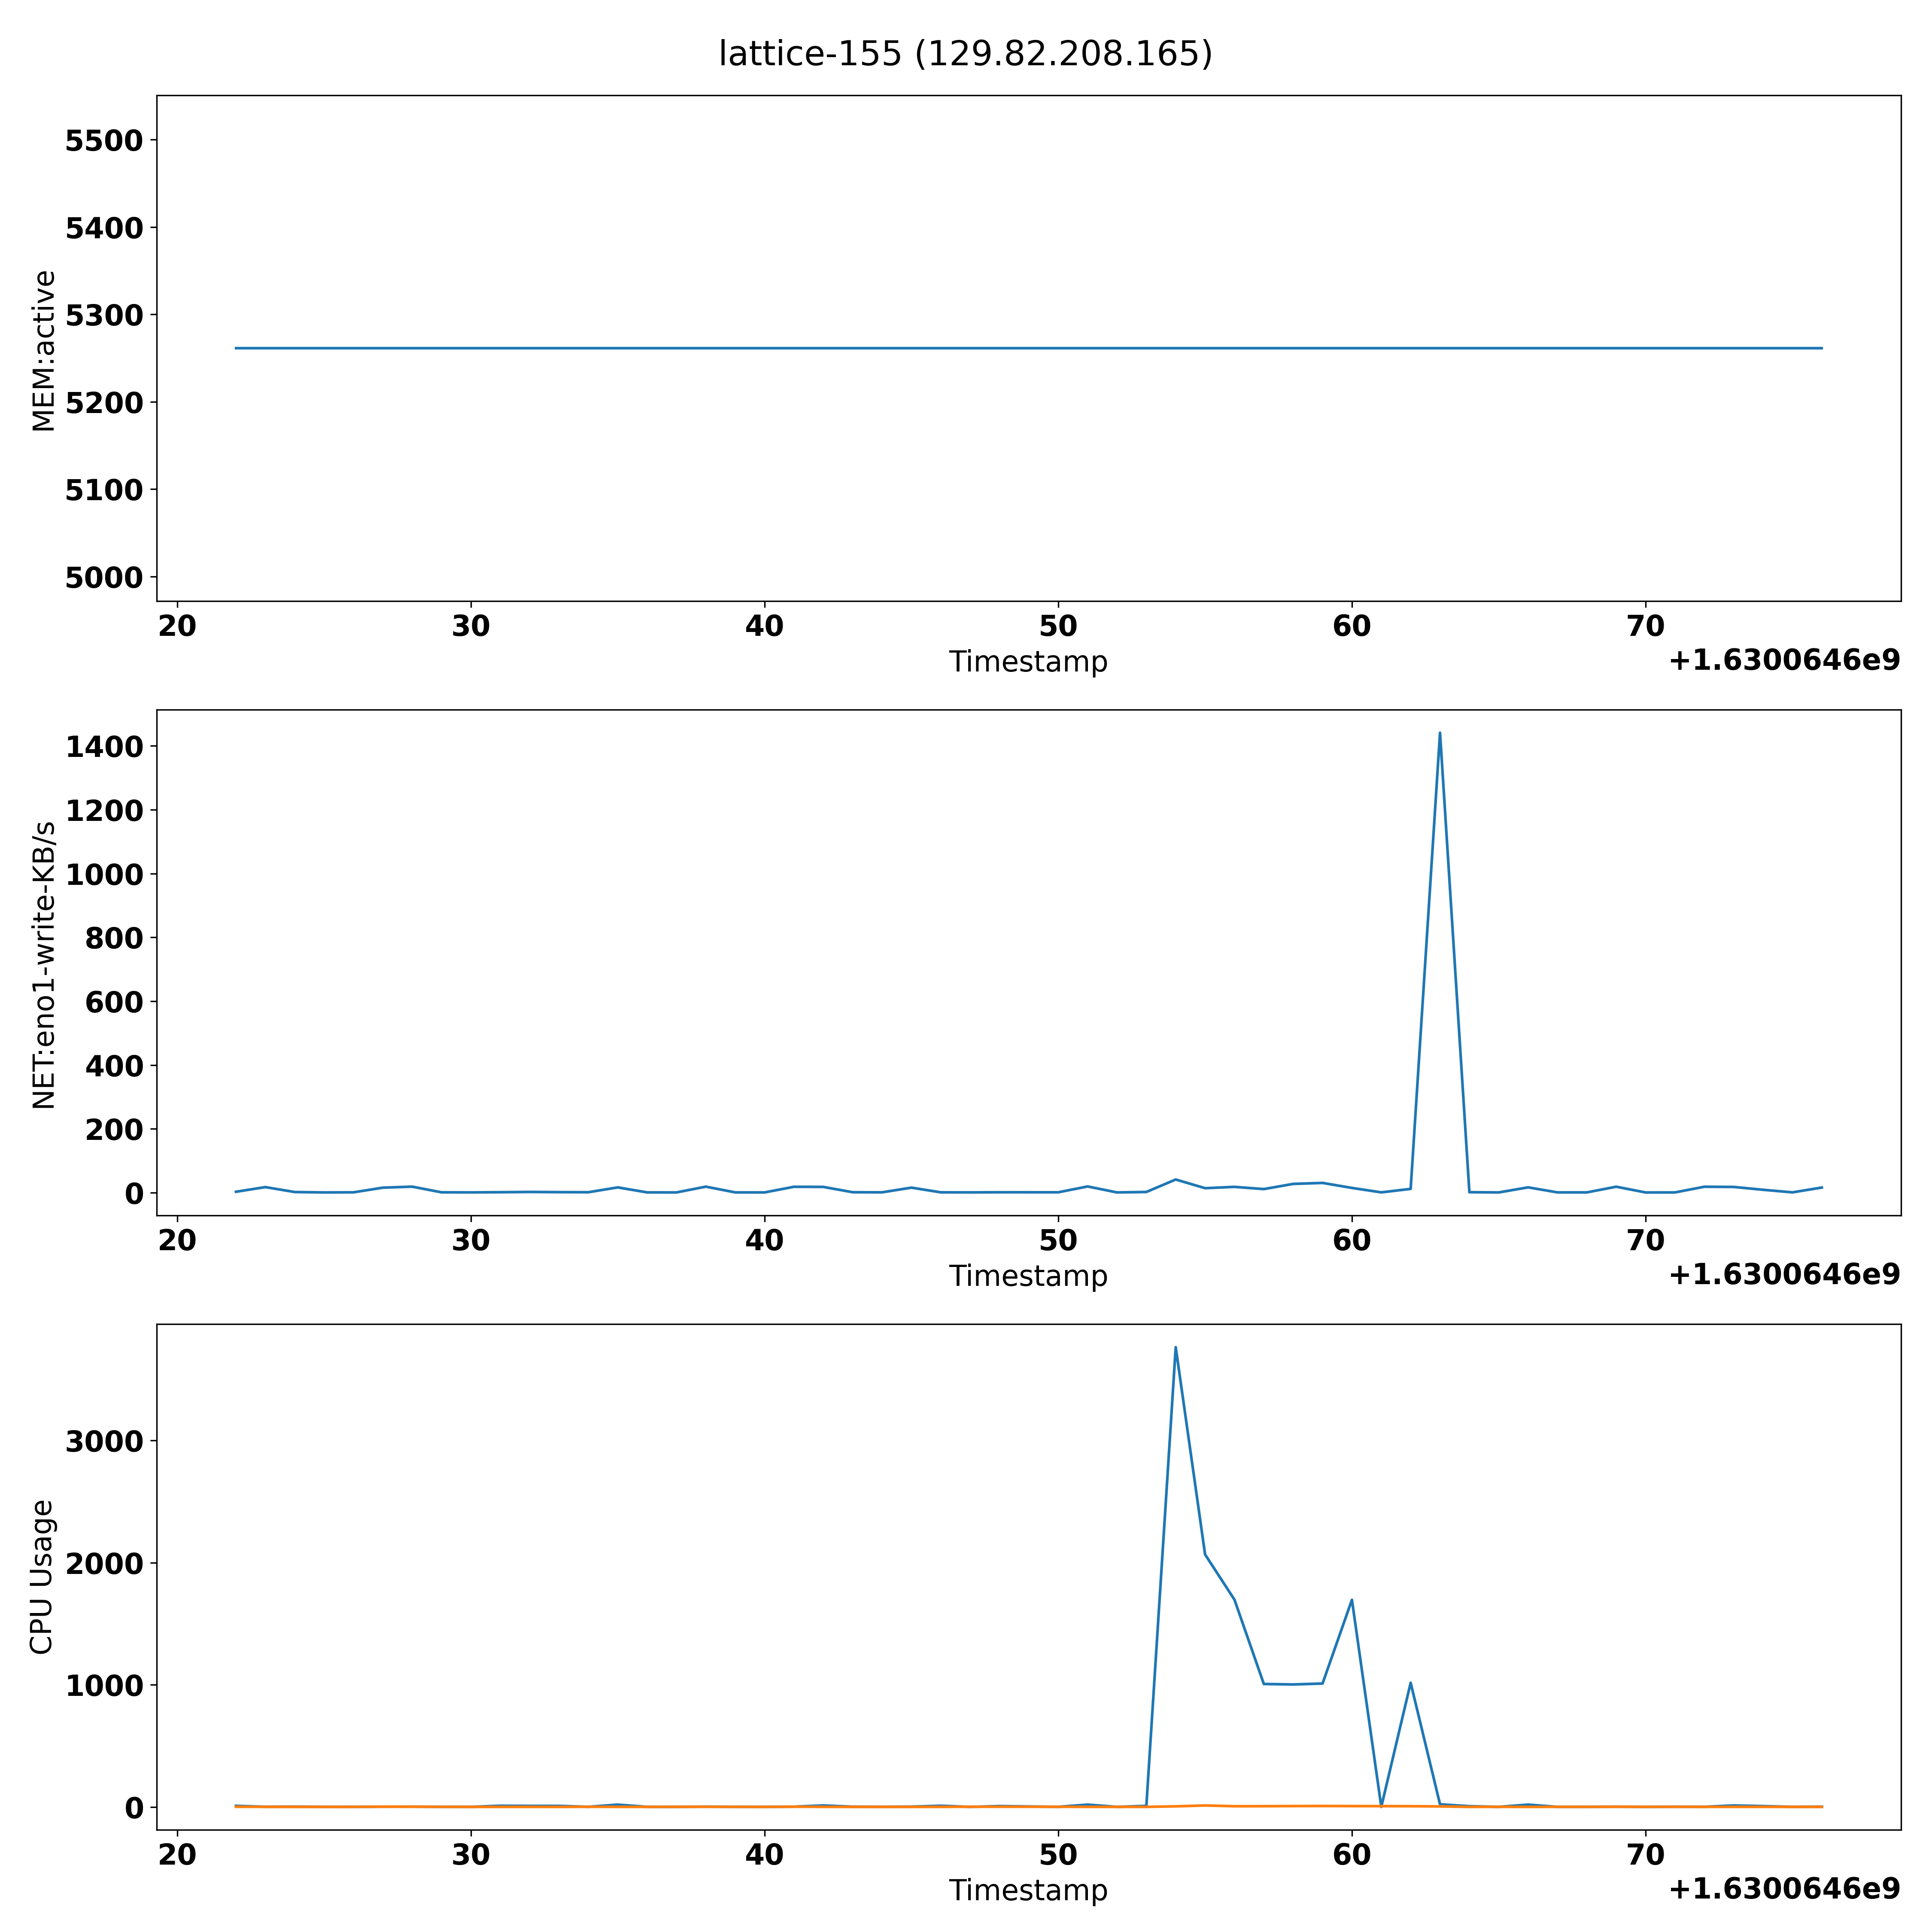 lattice-155 (129.82.208.165)
5500
5400
5300
5200
5100
5000
MEM:active
20 30 40 50 60 70
Timestamp
+1.6300646e9
1400
1200
1000
800
600
400
200
0
NET:eno1-write-KB/s
20 30 40 50 60 70
Timestamp
+1.6300646e9
3000
2000
1000
0
CPU Usage
20 30 40 50 60 70
Timestamp
+1.6300646e9